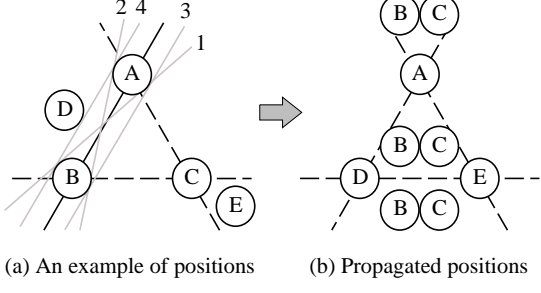 2 4 3 B C
1
A A
D
B C
B C D E
E B C
(a) An example of positions (b) Propagated positions